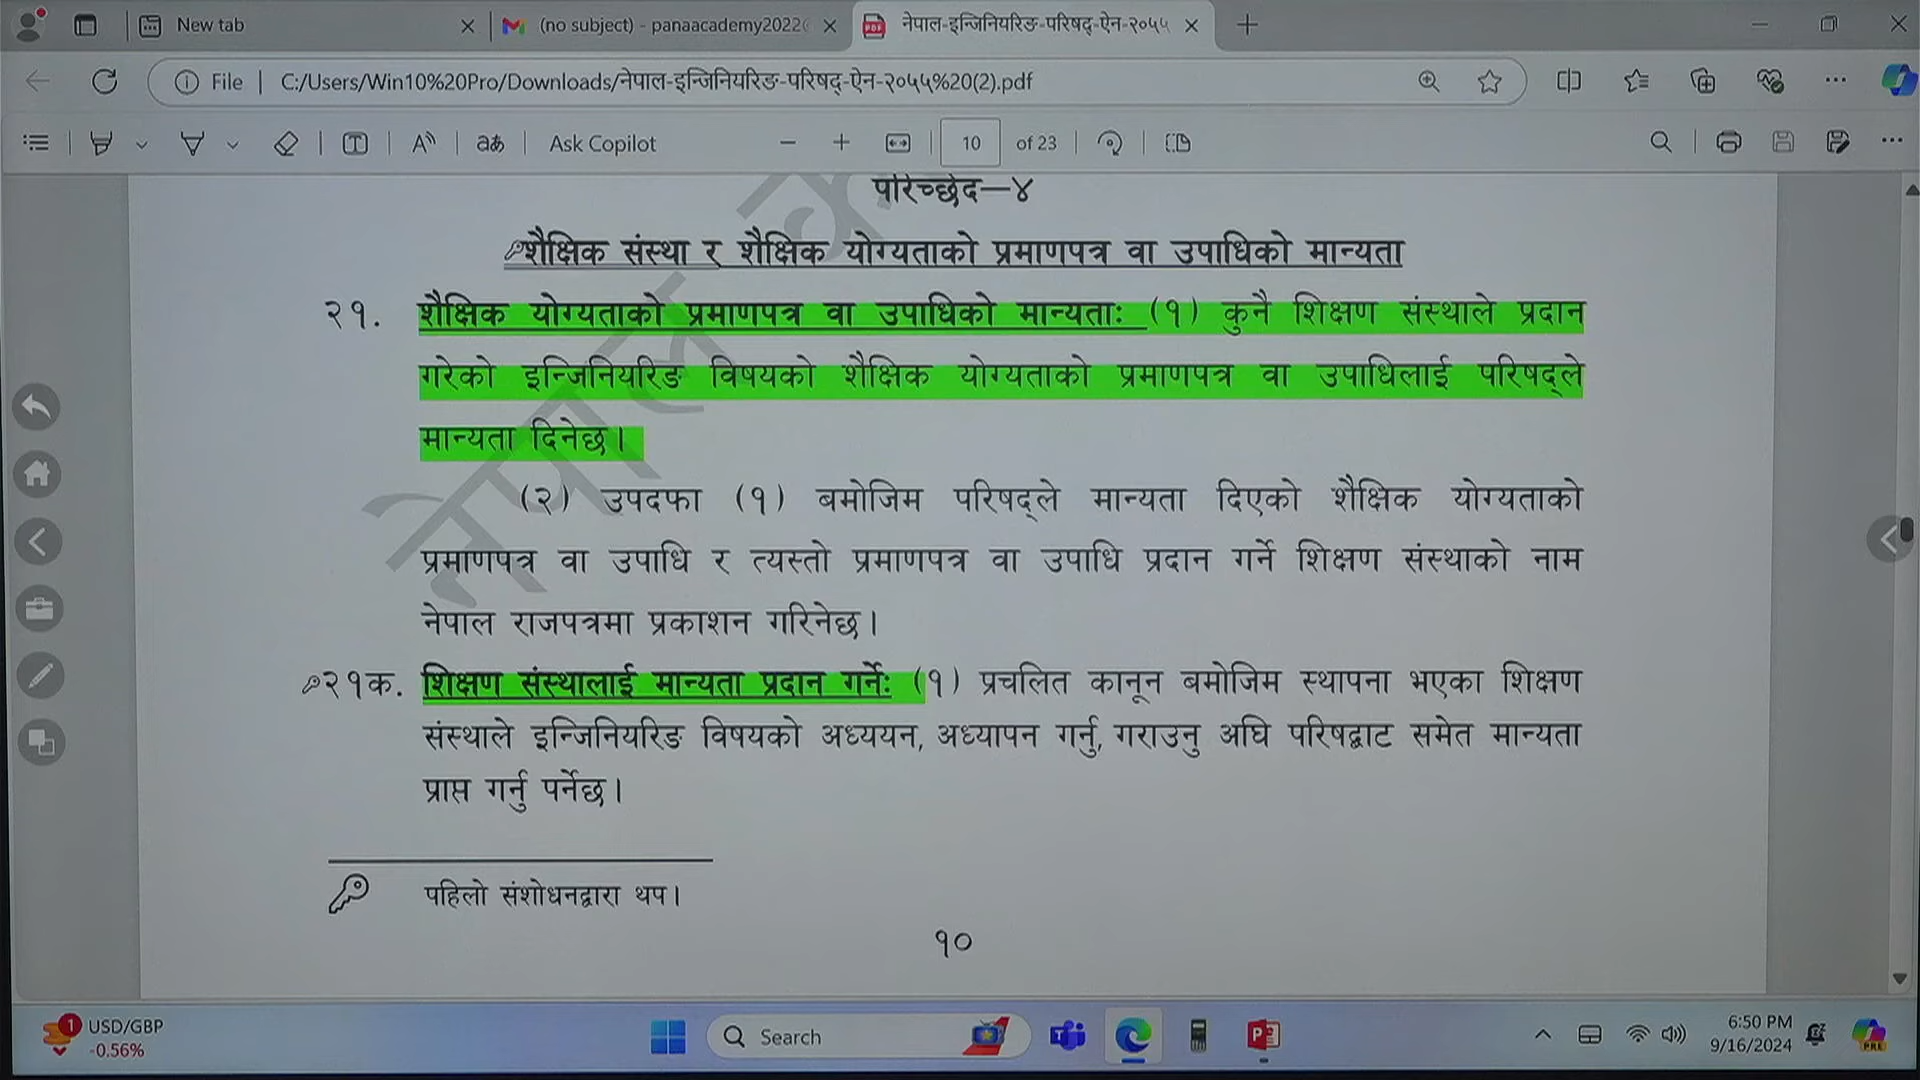 New tab
(no subject) - panaacademy2022
नेपाल-इन्जिनियरिङ-परिषद्-ऐन-२०५५
File
C:/Users/Win10%20Pro/Downloads/नेपाल-इन्जिनियरिङ-परिषद्-ऐन-२०५५%20(2).pdf
Ask Copilot
10 of 23
परिच्छेद—४
शैक्षिक संस्था र शैक्षिक योग्यताको प्रमाणपत्र वा उपाधिको मान्यता
२१. शैक्षिक योग्यताको प्रमाणपत्र वा उपाधिको मान्यताः (१) कुनै शिक्षण संस्थाले प्रदान
गरेको इन्जिनियरिङ विषयको शैक्षिक योग्यताको प्रमाणपत्र वा उपाधिलाई परिषद्ले
मान्यता दिनेछ।
(२) उपदफा (१) बमोजिम परिषद्ले मान्यता दिएको शैक्षिक योग्यताको
प्रमाणपत्र वा उपाधि र त्यस्तो प्रमाणपत्र वा उपाधि प्रदान गर्ने शिक्षण संस्थाको नाम
नेपाल राजपत्रमा प्रकाशन गरिनेछ।
२१क. शिक्षण संस्थालाई मान्यता प्रदान गर्नेः (१) प्रचलित कानून बमोजिम स्थापना भएका शिक्षण
संस्थाले इन्जिनियरिङ विषयको अध्ययन, अध्यापन गर्नु, गराउनु अघि परिषद्बाट समेत मान्यता
प्राप्त गर्नु पर्नेछ।
पहिलो संशोधनद्वारा थप।
१०
नेपाल
1
USD/GBP
-0.56%
Search
6:50 PM
9/16/2024